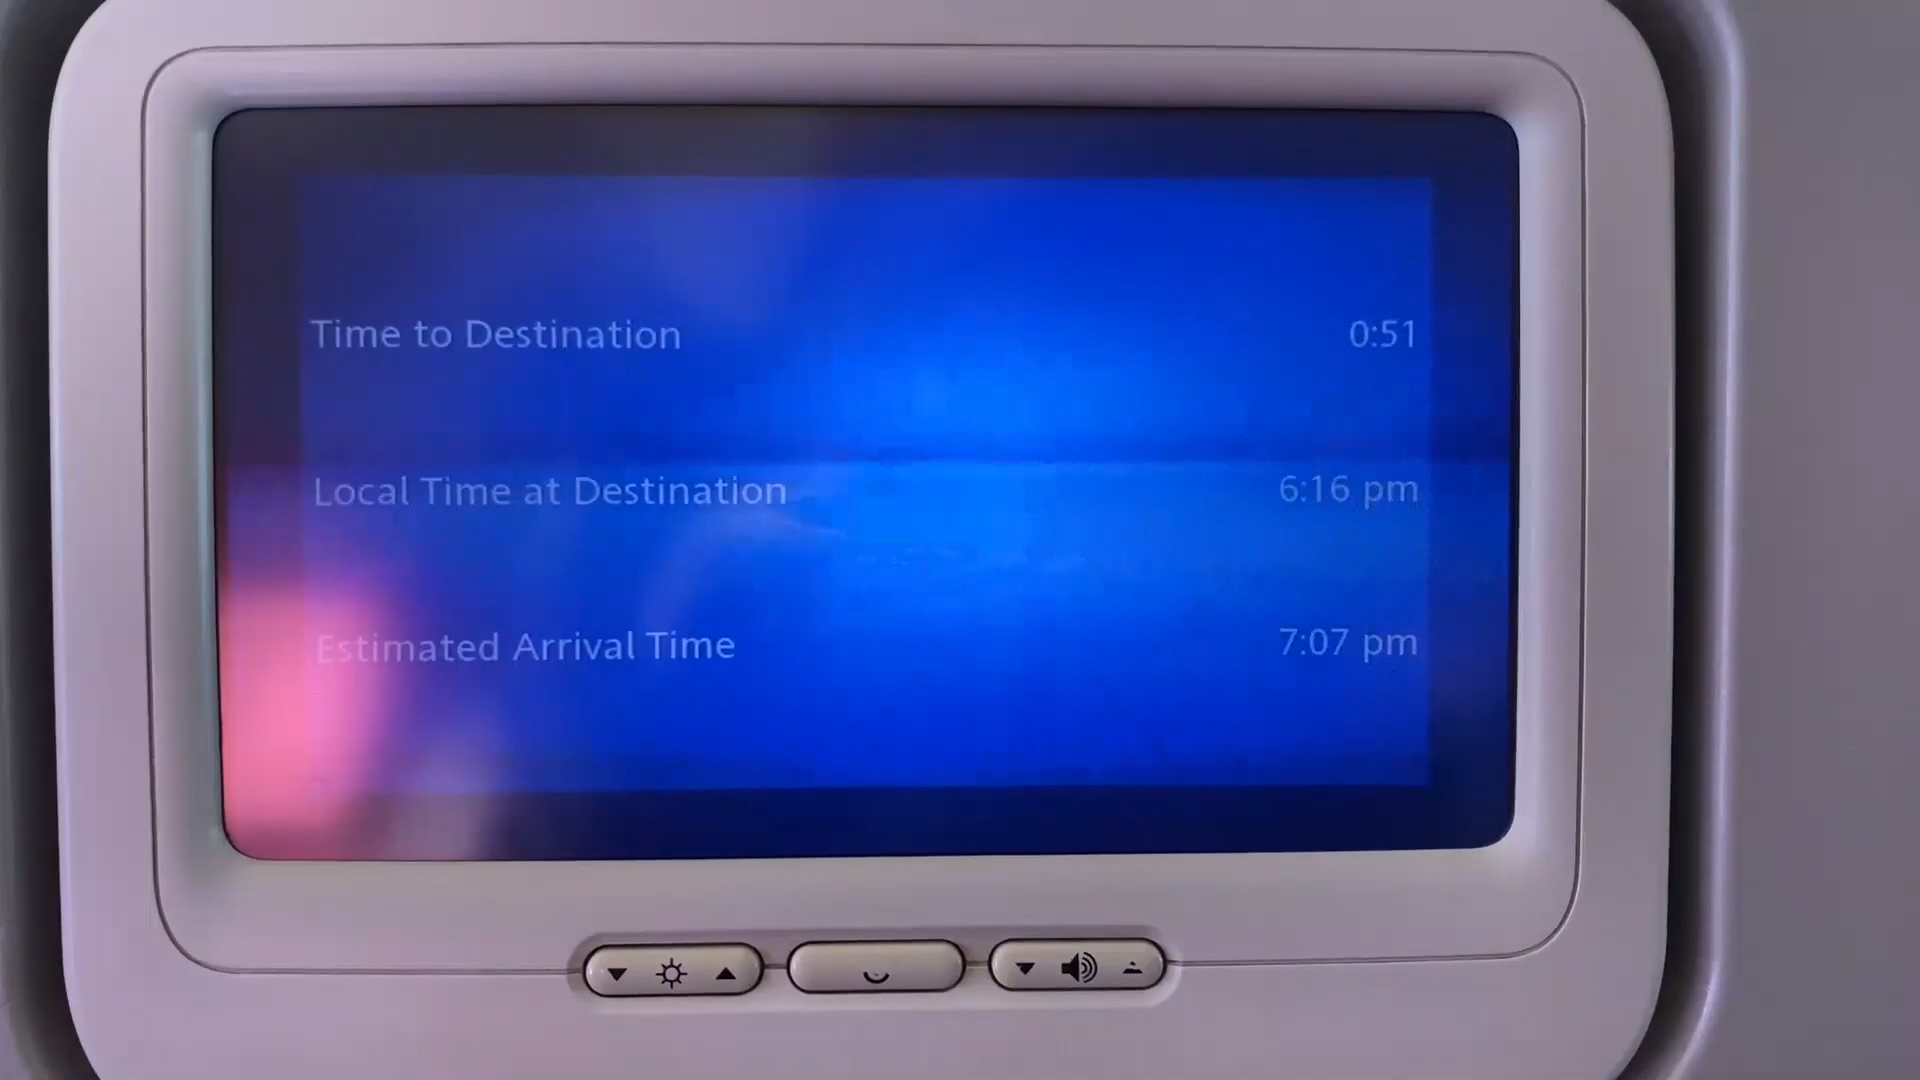 Time to Destination 0:51
Local Time at Destination 6:16 pm
Estimated Arrival Time 7:07 pm